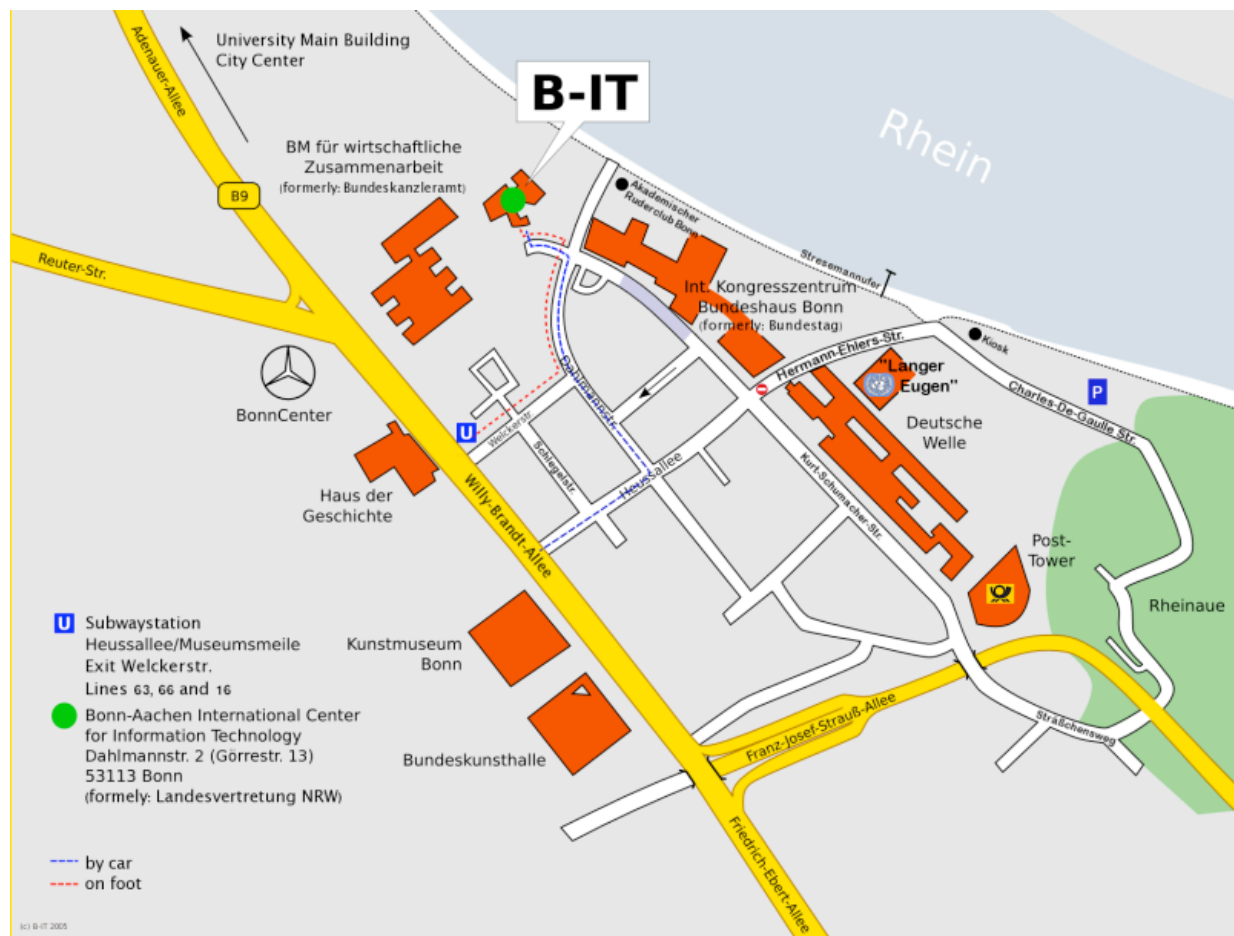 University Main Building
City Center
Adenauer-Allee
B-IT
Rhein
BM für wirtschaftliche
Zusammenarbeit
(formerly: Bundeskanzleramt)
B9
Akademischer
Ruderclub Bonn
Reuter-Str.
Stresemannufer
Int. Kongresszentrum
Bundeshaus Bonn
(formerly: Bundestag)
Hermann-Ehlers-Str.
Kiosk
"Langer
Eugen"
P
Charles-De-Gaulle Str.
BonnCenter
Dahlmannstr.
Deutsche
Welle
U
Welckerstr.
Schlegelstr.
Heussallee
Kurt-Schumacher-Str.
Haus der
Geschichte
Willy-Brandt-Allee
Post-
Tower
Rheinaue
U Subwaystation
Heussallee/Museumsmeile
Exit Welckerstr.
Lines 63, 66 and 16
Kunstmuseum
Bonn
Bonn-Aachen International Center
for Information Technology
Dahlmannstr. 2 (Görrestr. 13)
53113 Bonn
(formely: Landesvertretung NRW)
Bundeskunsthalle
Franz-Josef-Strauß-Allee
Sträßchensweg
Friedrich-Ebert-Allee
by car
on foot
(c) B-IT 2005